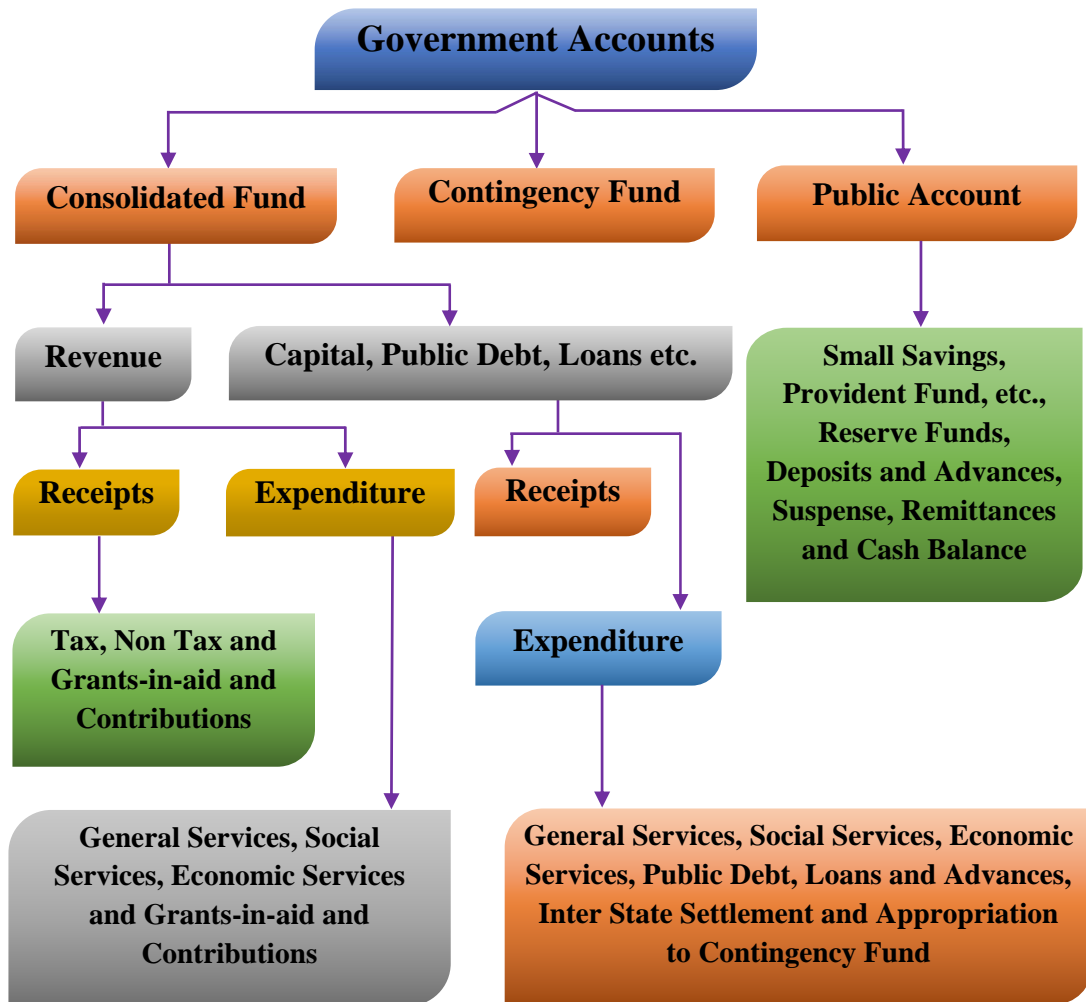 Government Accounts
Consolidated Fund
Contingency Fund
Public Account
Revenue
Capital, Public Debt, Loans etc.
Small Savings,
Provident Fund, etc.,
Reserve Funds,
Deposits and Advances,
Suspense, Remittances
and Cash Balance
Receipts
Expenditure
Receipts
Tax, Non Tax and
Grants-in-aid and
Contributions
Expenditure
General Services, Social
Services, Economic Services
and Grants-in-aid and
Contributions
General Services, Social Services, Economic
Services, Public Debt, Loans and Advances,
Inter State Settlement and Appropriation
to Contingency Fund